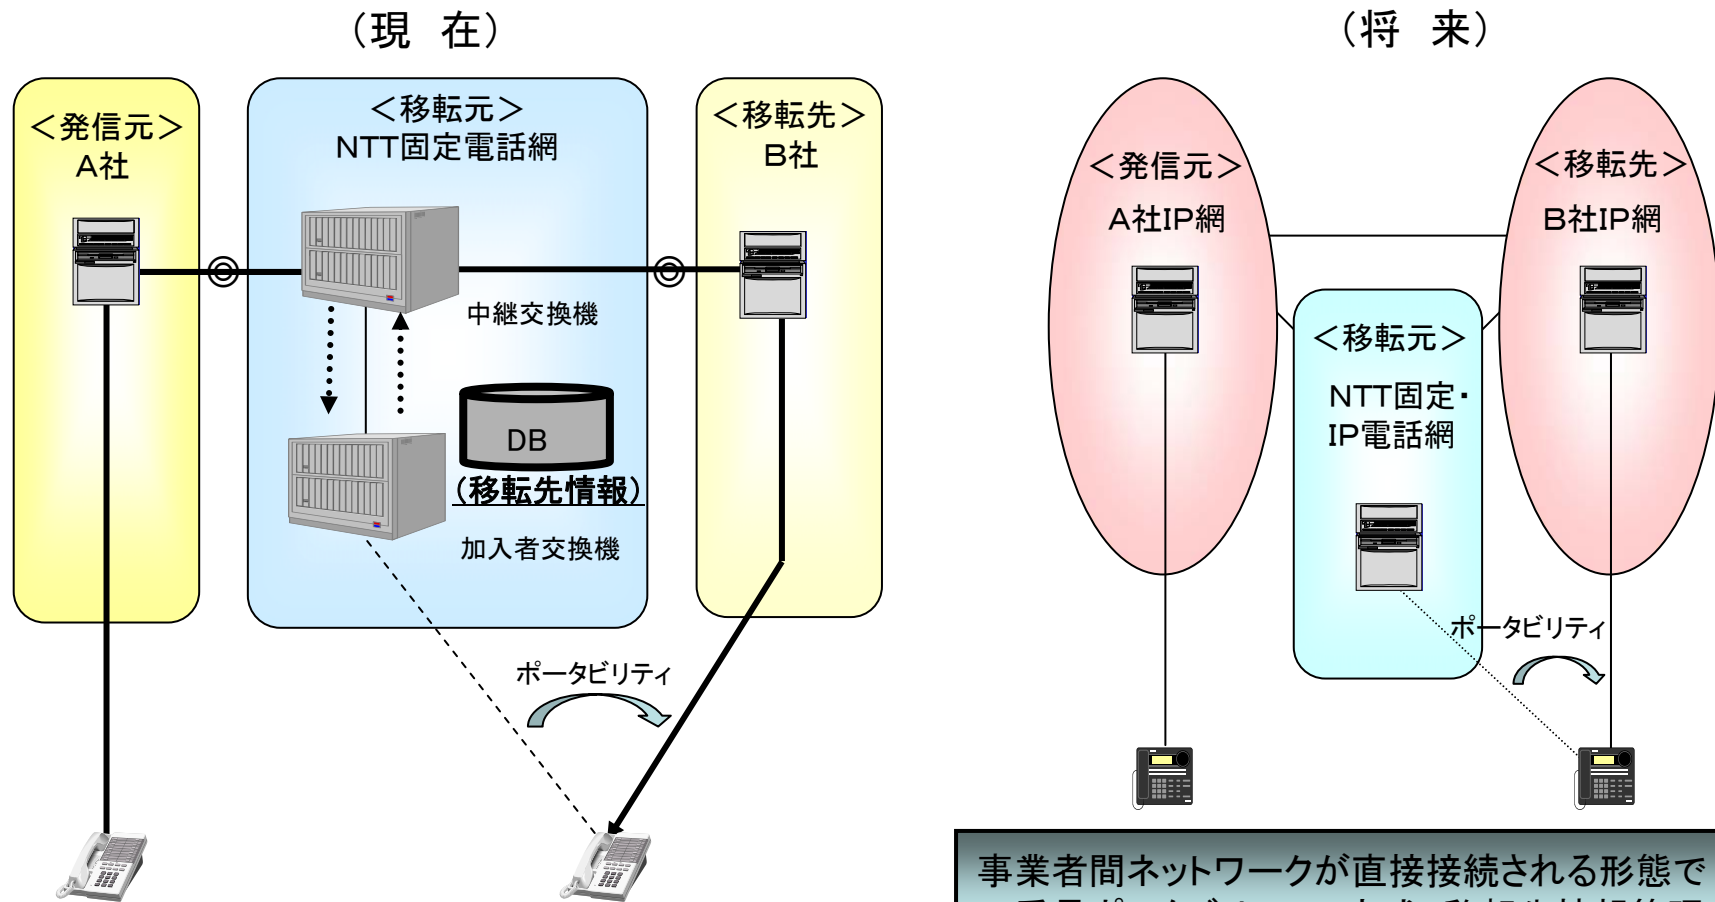 （現　在）
＜発信元＞
A社
＜移転元＞
NTT固定電話網
中継交換機
DB
（移転先情報）
加入者交換機
＜移転先＞
B社
ポータビリティ
（将　来）
＜発信元＞
A社IP網
＜移転先＞
B社IP網
＜移転元＞
NTT固定・
IP電話網
ポータビリティ
事業者間ネットワークが直接接続される形態で